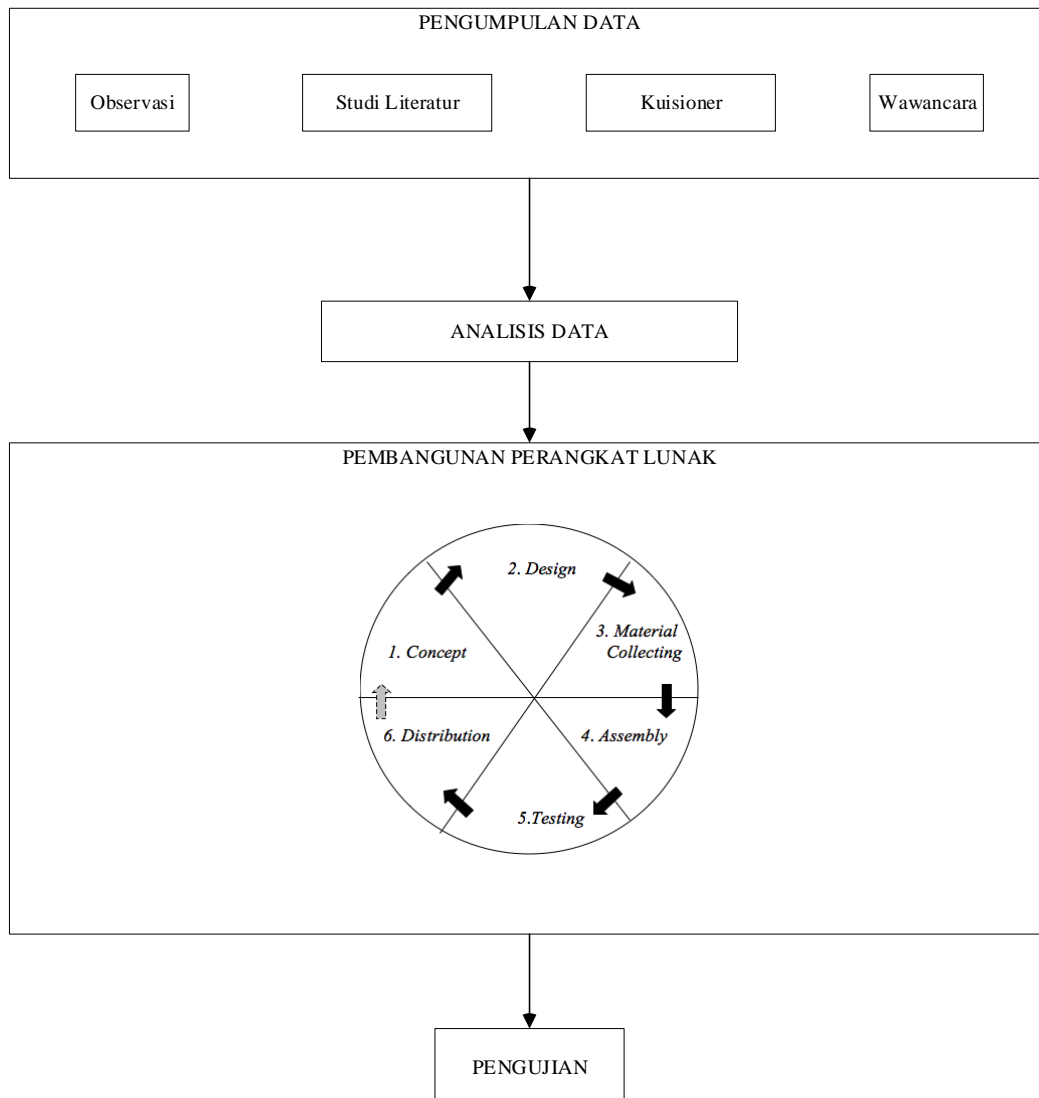 PENGUMPULAN DATA
Observasi
Studi Literatur
Kuisioner
Wawancara
ANALISIS DATA
PEMBANGUNAN PERANGKAT LUNAK
1. Concept
2. Design
3. Material
Collecting
4. Assembly
5.Testing
6. Distribution
PENGUJIAN